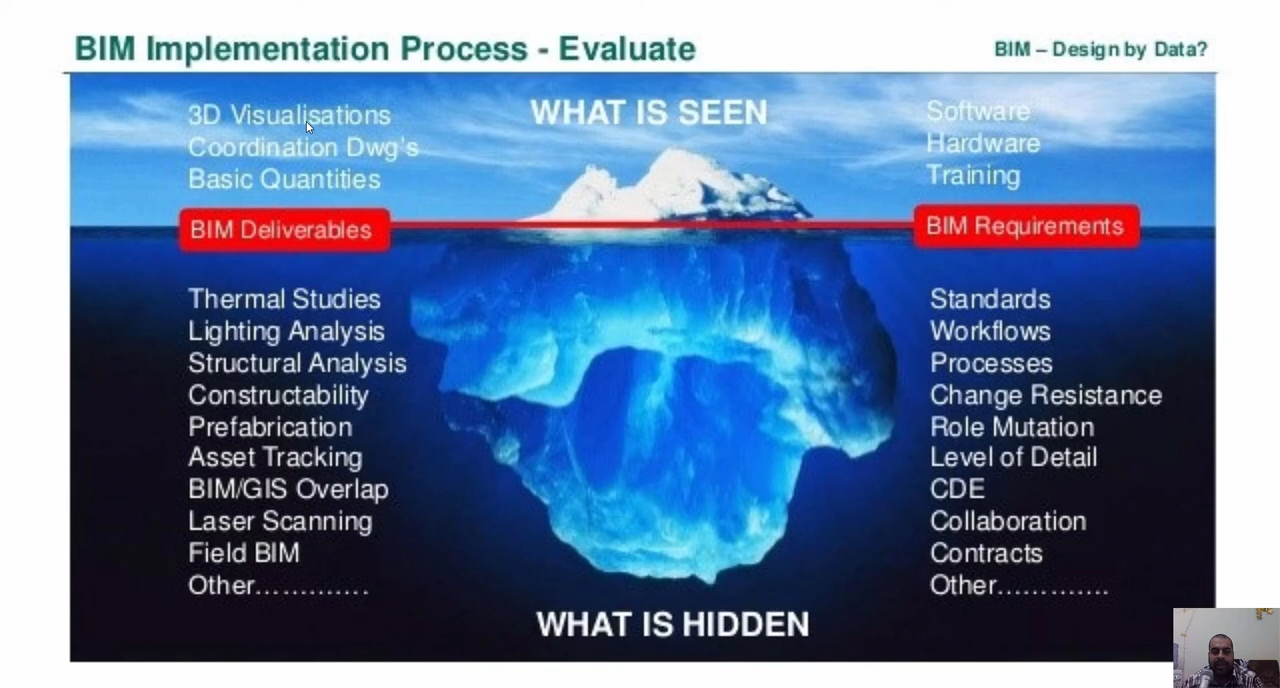 BIM Implementation Process - Evaluate
BIM – Design by Data?
WHAT IS SEEN
3D Visualisations
Coordination Dwg's
Basic Quantities
Software
Hardware
Training
BIM Deliverables
BIM Requirements
Thermal Studies
Lighting Analysis
Structural Analysis
Constructability
Prefabrication
Asset Tracking
BIM/GIS Overlap
Laser Scanning
Field BIM
Other.............
Standards
Workflows
Processes
Change Resistance
Role Mutation
Level of Detail
CDE
Collaboration
Contracts
Other.............
WHAT IS HIDDEN